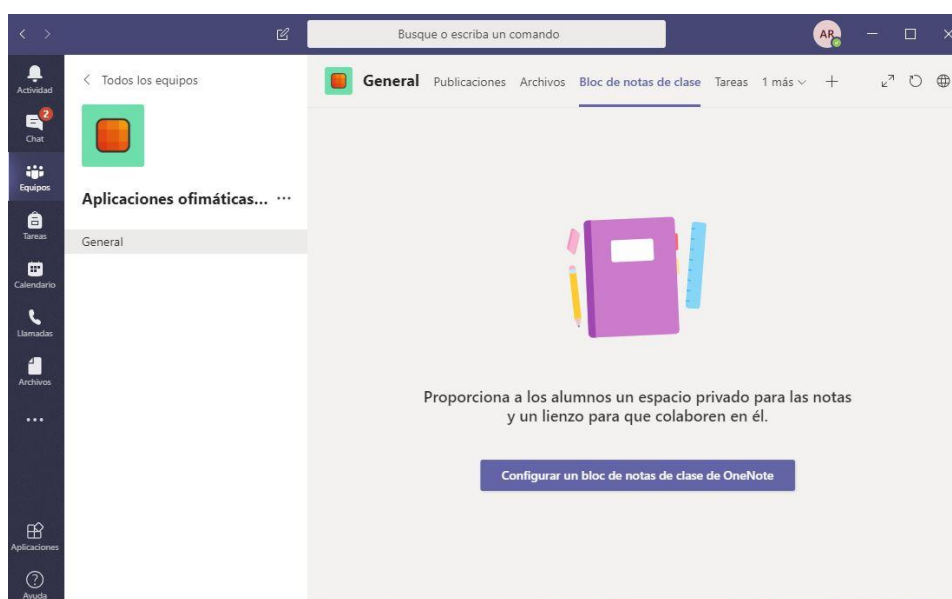 Busque o escriba un comando
AR
Actividad
2
Chat
Equipos
Tareas
Calendario
Llamadas
Archivos
Aplicaciones
Ayuda
Todos los equipos
Aplicaciones ofimáticas...
General
General Publicaciones Archivos Bloc de notas de clase Tareas 1 más
Proporciona a los alumnos un espacio privado para las notas
y un lienzo para que colaboren en él.
Configurar un bloc de notas de clase de OneNote